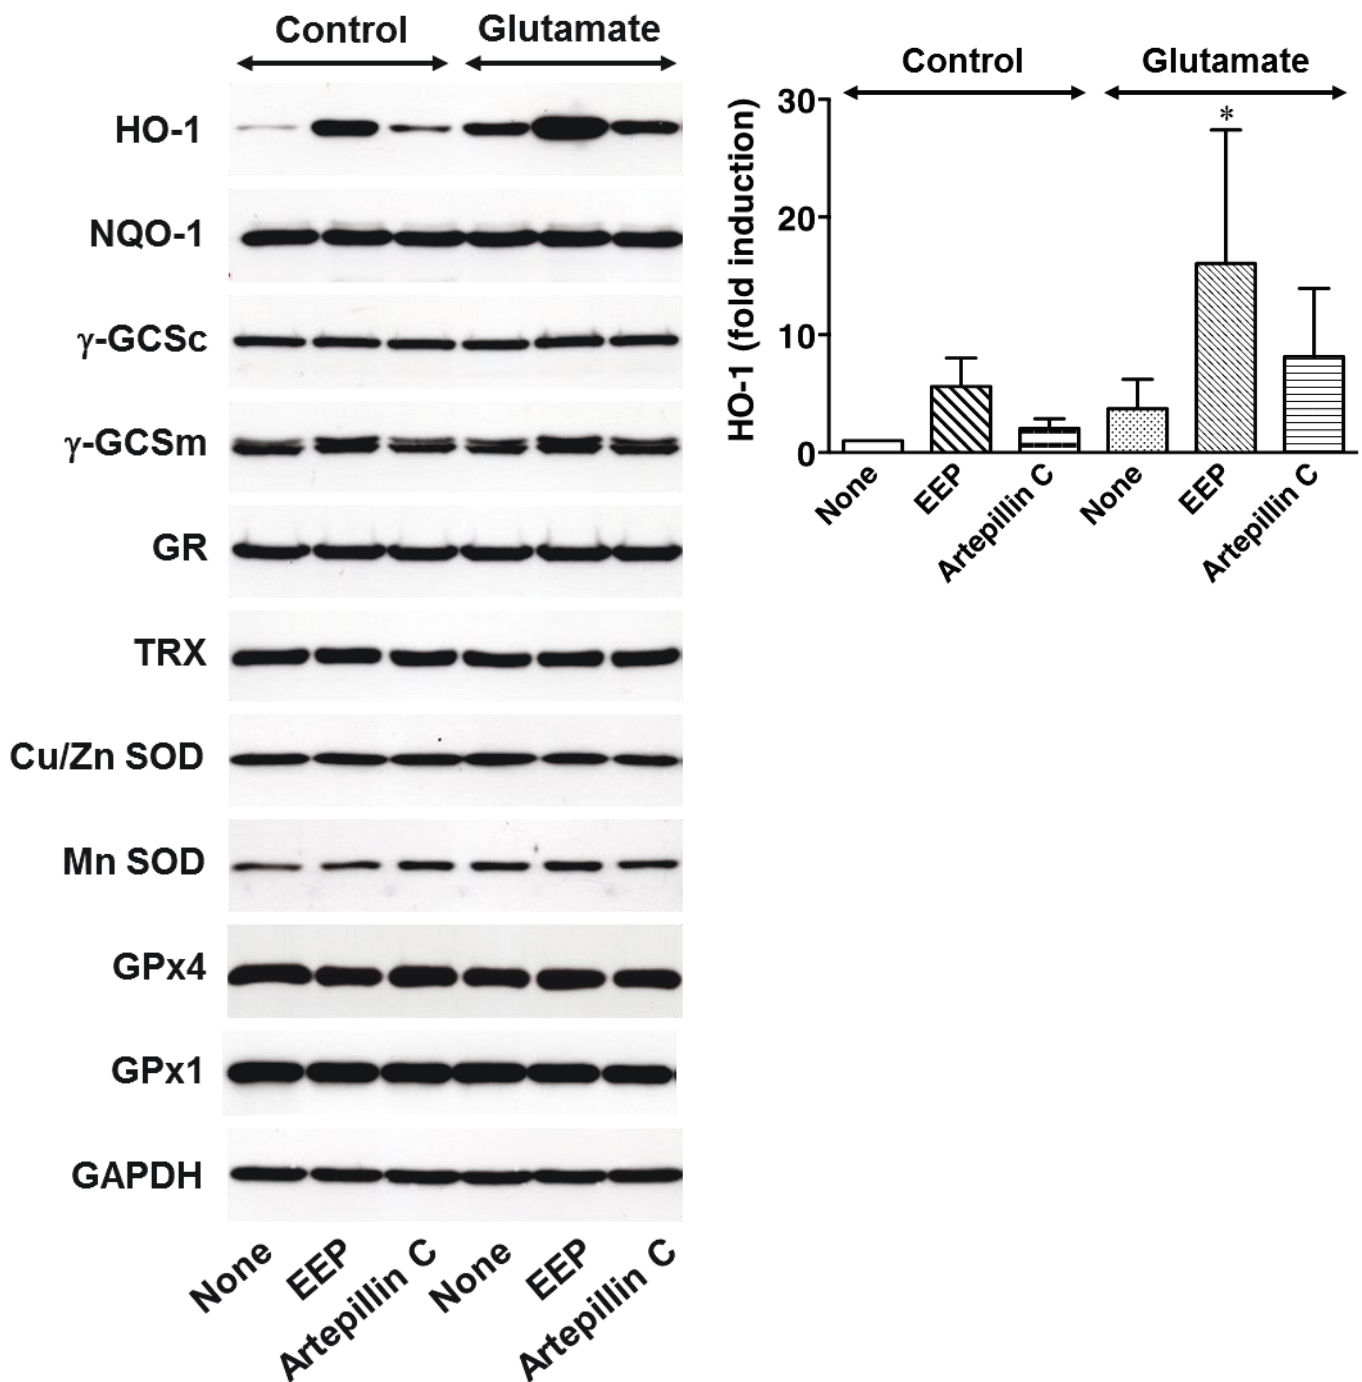 Control Glutamate
HO-1
NQO-1
γ-GCSc
γ-GCSm
GR
TRX
Cu/Zn SOD
Mn SOD
GPx4
GPx1
GAPDH
None EEP Artepillin C None EEP Artepillin C
Control Glutamate
HO-1 (fold induction)
30
20
10
0
*
None EEP Artepillin C None EEP Artepillin C